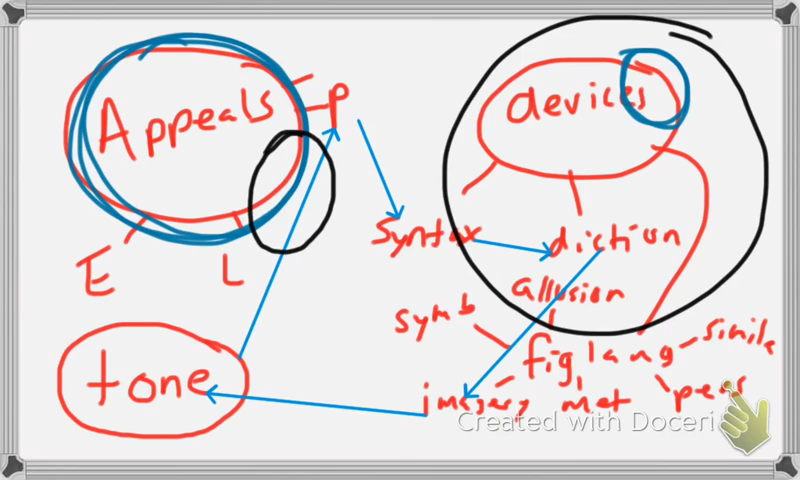 Appeals
P
E
L
tone
devices
syntax
diction
allusion
symb
fig lang
simile
imagery
met
pers
Created with Doceri